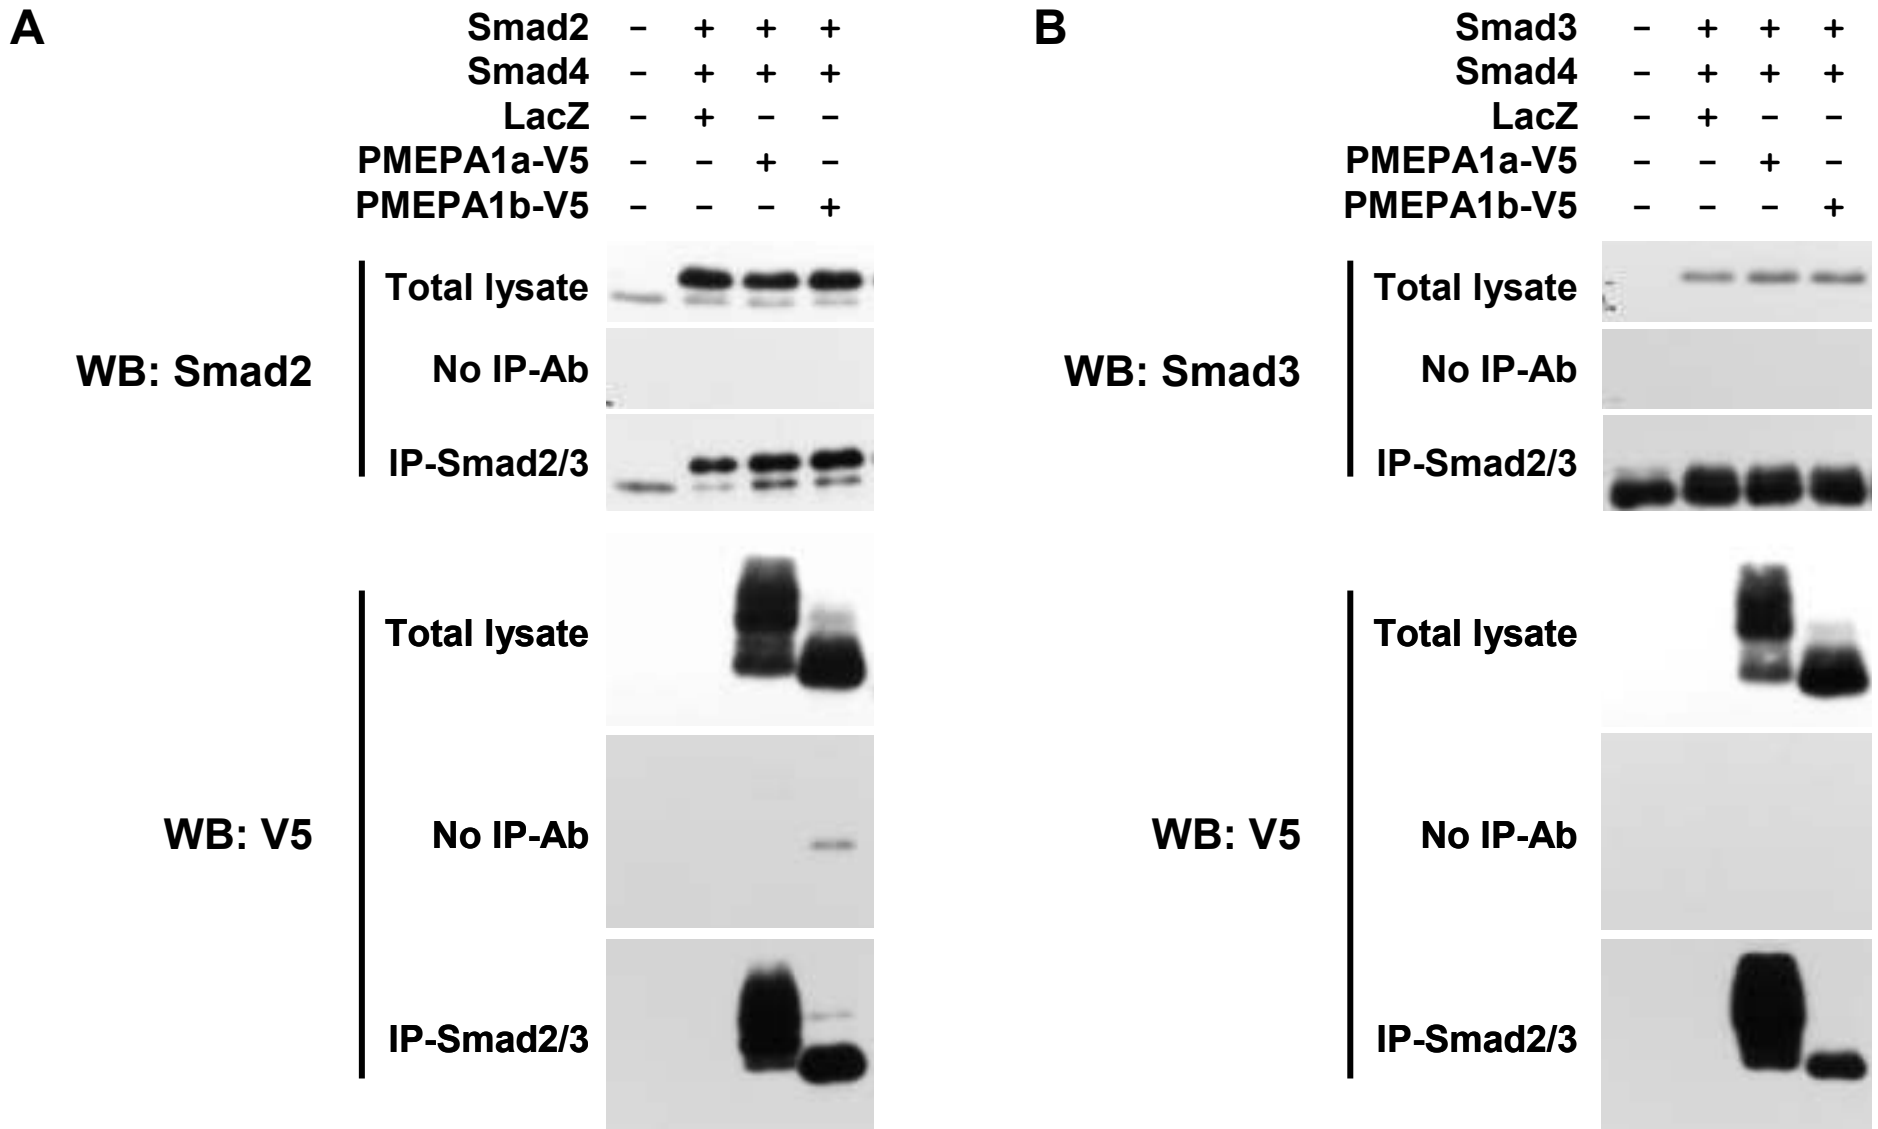 A
Smad2 − + + +
Smad4 − + + +
LacZ − + − −
PMEPA1a-V5 − − + −
PMEPA1b-V5 − − − +
WB: Smad2
Total lysate
No IP-Ab
IP-Smad2/3
WB: V5
Total lysate
No IP-Ab
IP-Smad2/3
B
Smad3 − + + +
Smad4 − + + +
LacZ − + − −
PMEPA1a-V5 − − + −
PMEPA1b-V5 − − − +
WB: Smad3
Total lysate
No IP-Ab
IP-Smad2/3
WB: V5
Total lysate
No IP-Ab
IP-Smad2/3